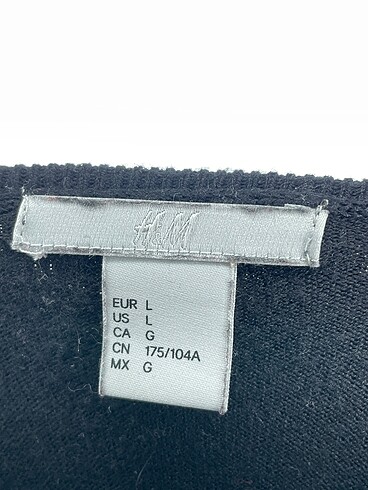 H&M
EUR L
US L
CA G
CN 175/104A
MX G